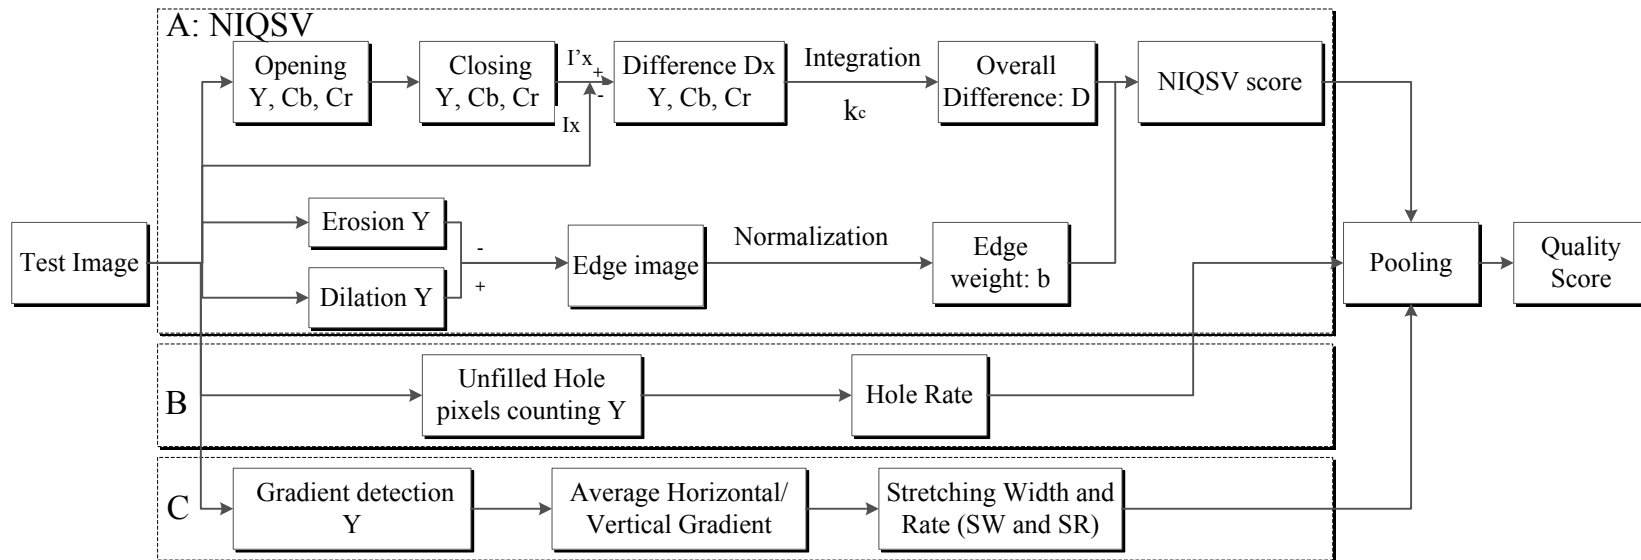 A: NIQSV
Opening
Y, Cb, Cr
Closing
Y, Cb, Cr
I'x
+
-
Ix
Difference Dx
Y, Cb, Cr
Integration
kc
Overall
Difference: D
NIQSV score
Test Image
Erosion Y
Dilation Y
-
+
Edge image
Normalization
Edge
weight: b
Pooling
Quality
Score
B
Unfilled Hole
pixels counting Y
Hole Rate
C
Gradient detection
Y
Average Horizontal/
Vertical Gradient
Stretching Width and
Rate (SW and SR)